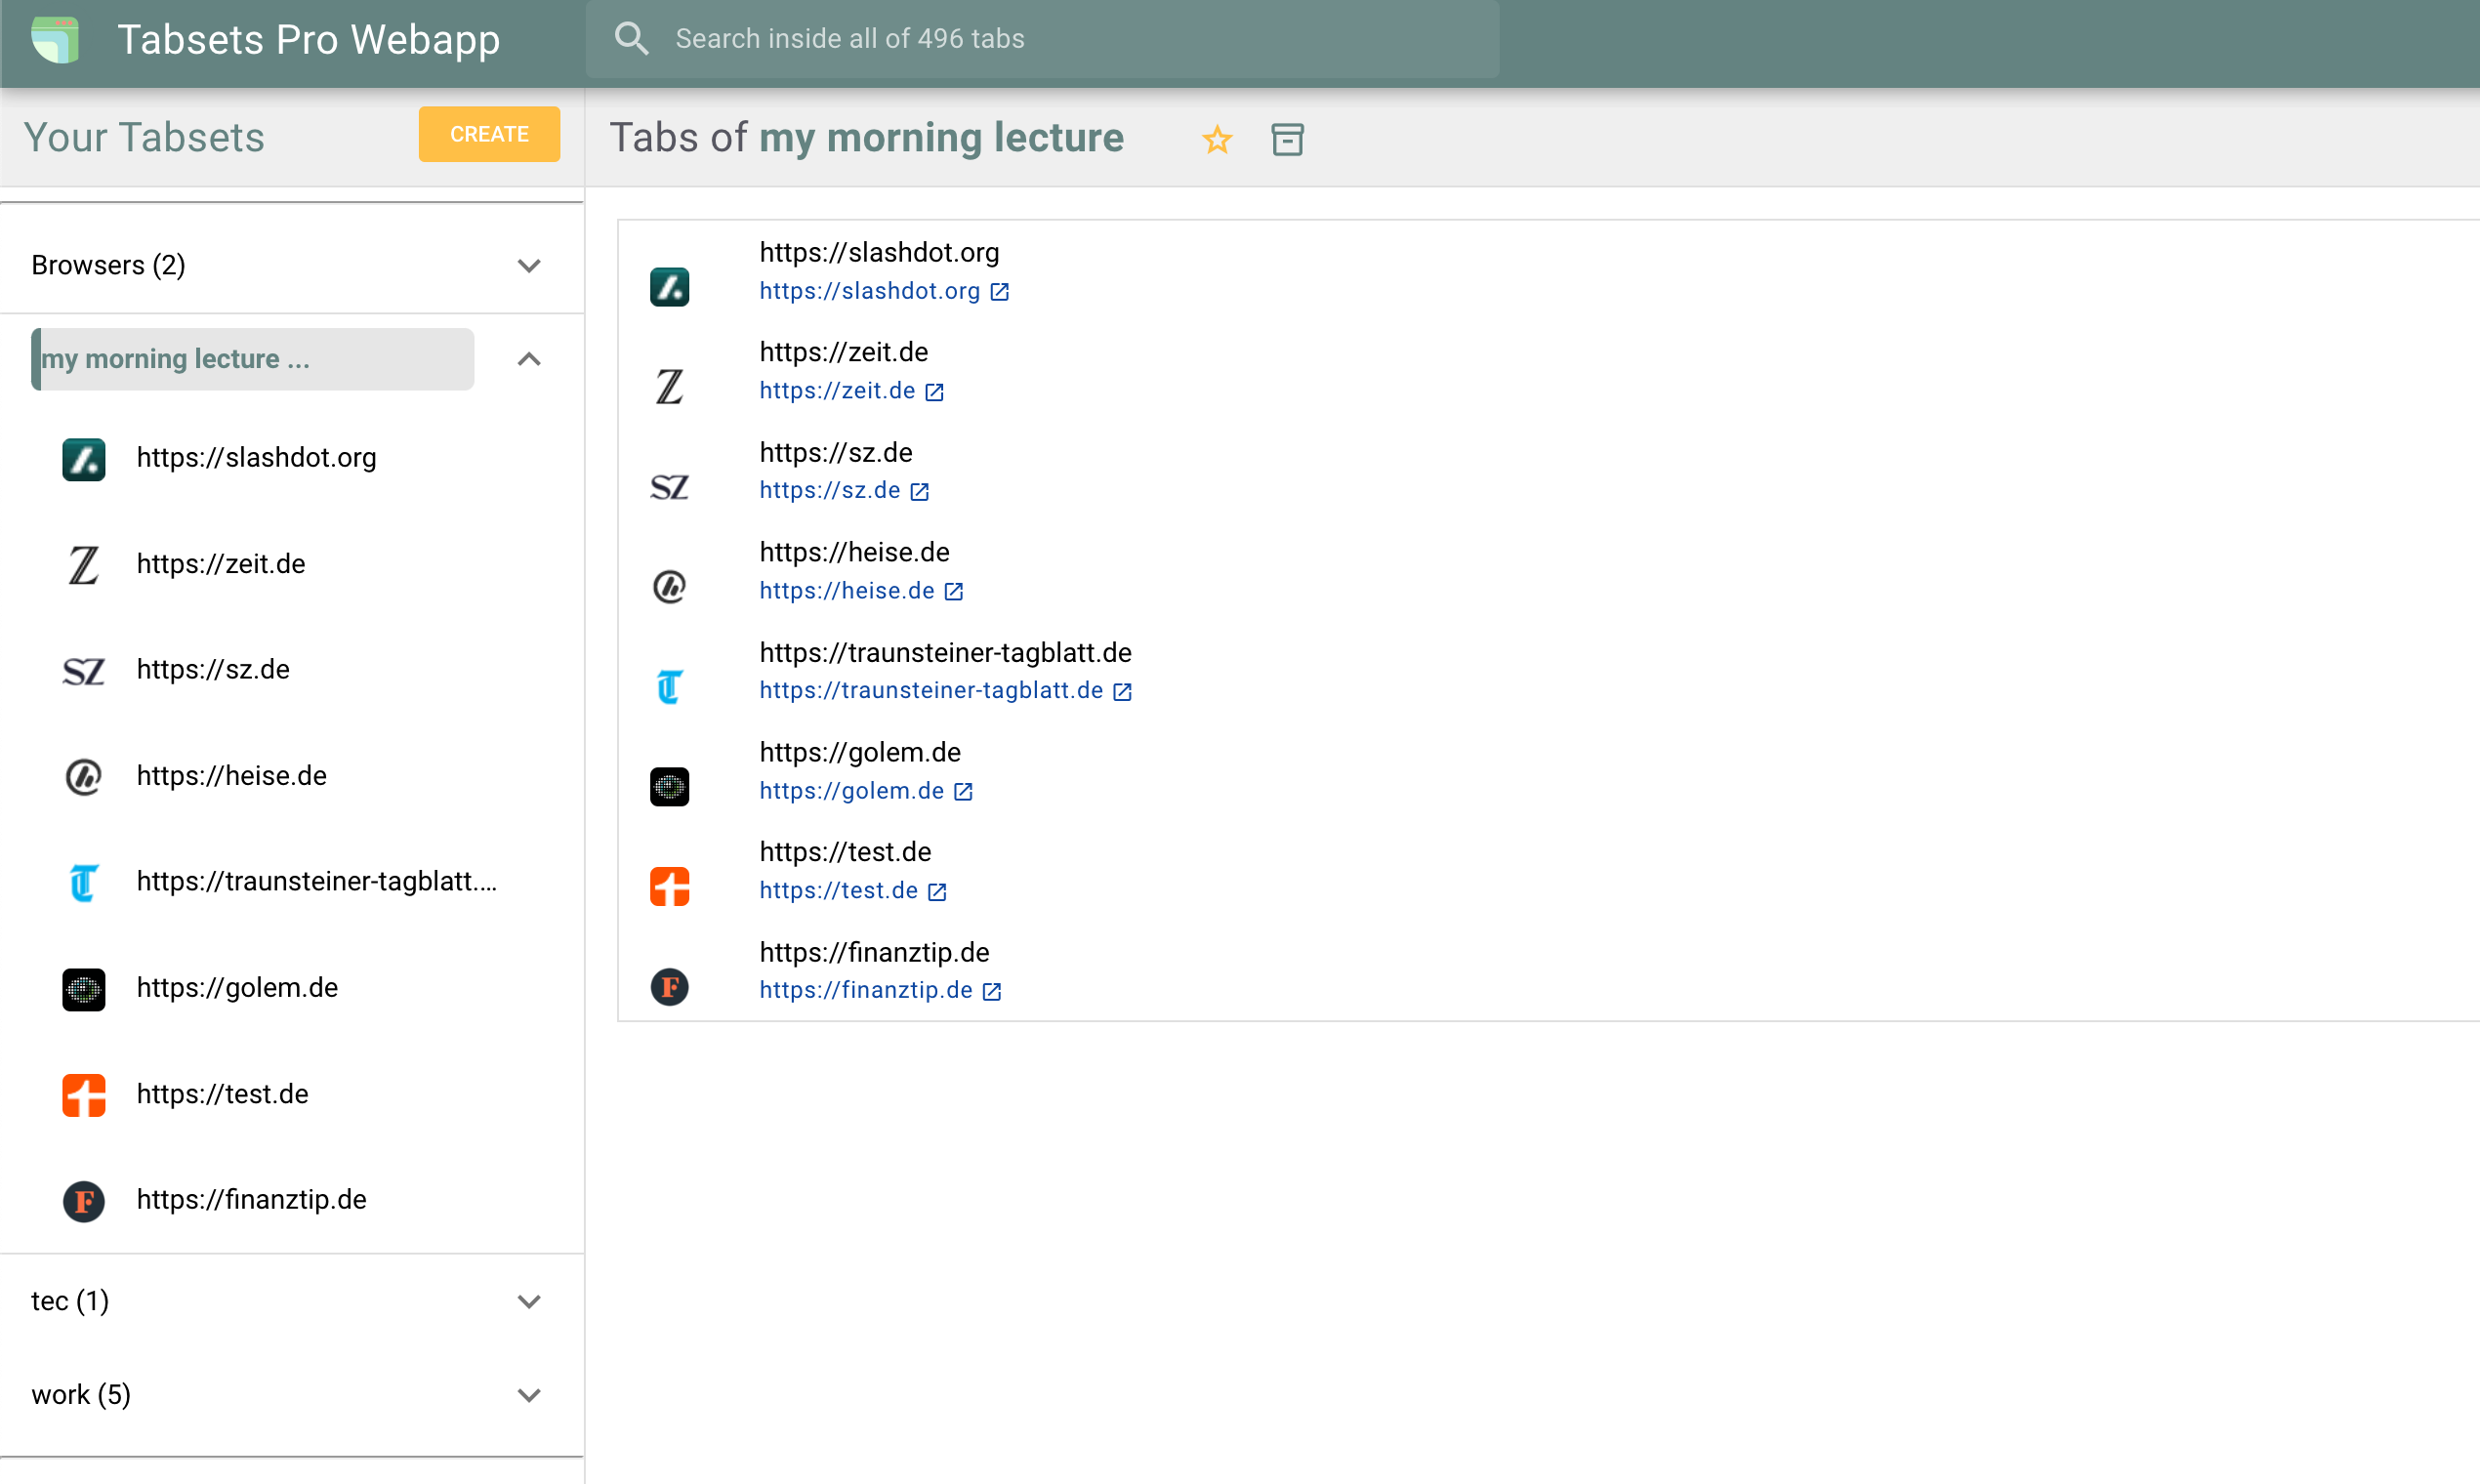 Tabsets Pro Webapp
Search inside all of 496 tabs
Your Tabsets
CREATE
Browsers (2)
my morning lecture ...
https://slashdot.org
https://zeit.de
https://sz.de
https://heise.de
https://traunsteiner-tagblatt....
https://golem.de
https://test.de
https://finanztip.de
tec (1)
work (5)
Tabs of my morning lecture
https://slashdot.org
https://slashdot.org
https://zeit.de
https://zeit.de
SZ
https://sz.de
https://sz.de
https://heise.de
https://heise.de
https://traunsteiner-tagblatt.de
https://traunsteiner-tagblatt.de
https://golem.de
https://golem.de
https://test.de
https://test.de
https://finanztip.de
https://finanztip.de